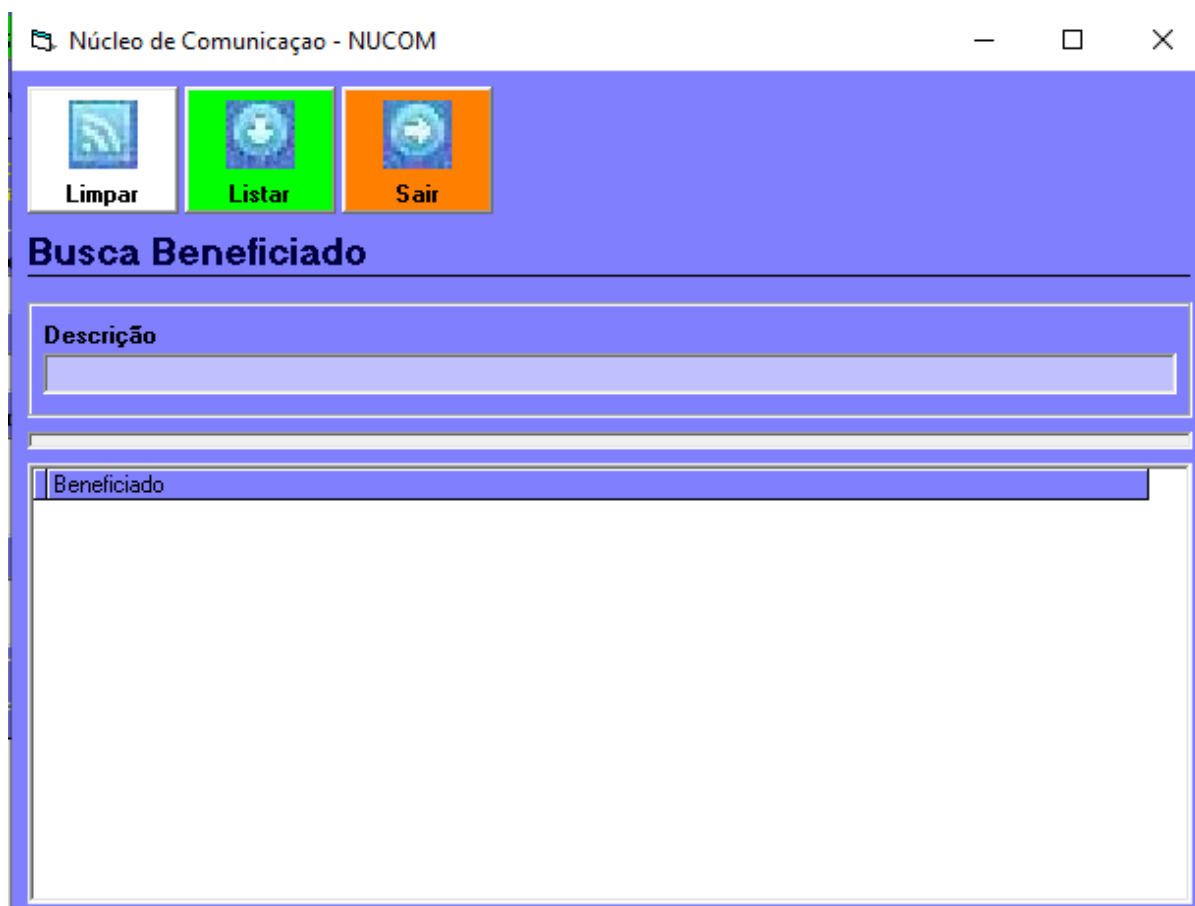 Núcleo de Comunicaçao - NUCOM
Limpar Listar Sair
Busca Beneficiado
Descrição
Beneficiado